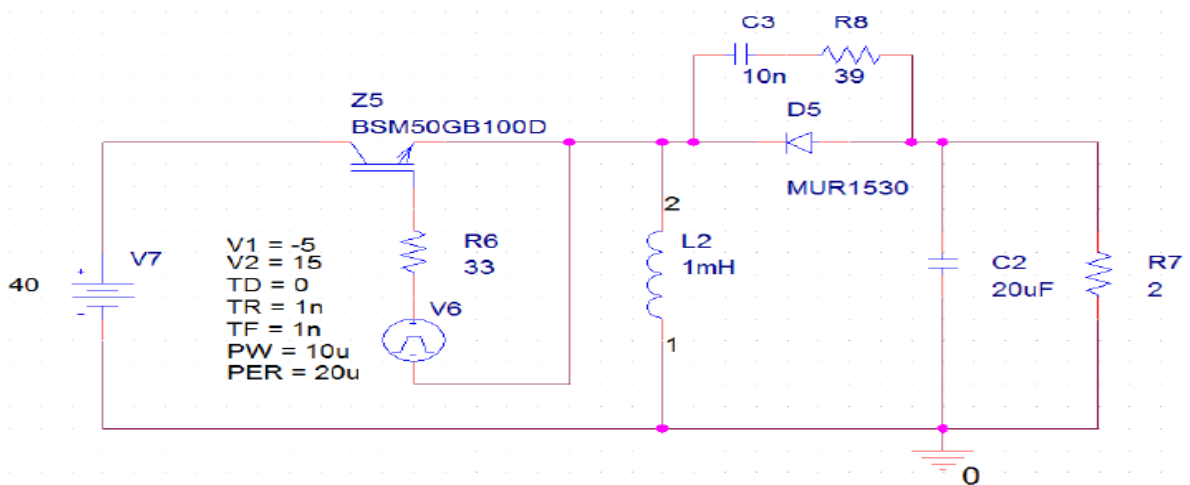 C3
R8
10n
39
Z5
BSM50GB100D
D5
MUR1530
2
L2
1mH
1
R6
33
V1 = -5
V2 = 15
TD = 0
TR = 1n
TF = 1n
PW = 10u
PER = 20u
V6
+
-
40
+
V7
-
C2
20uF
R7
2
0